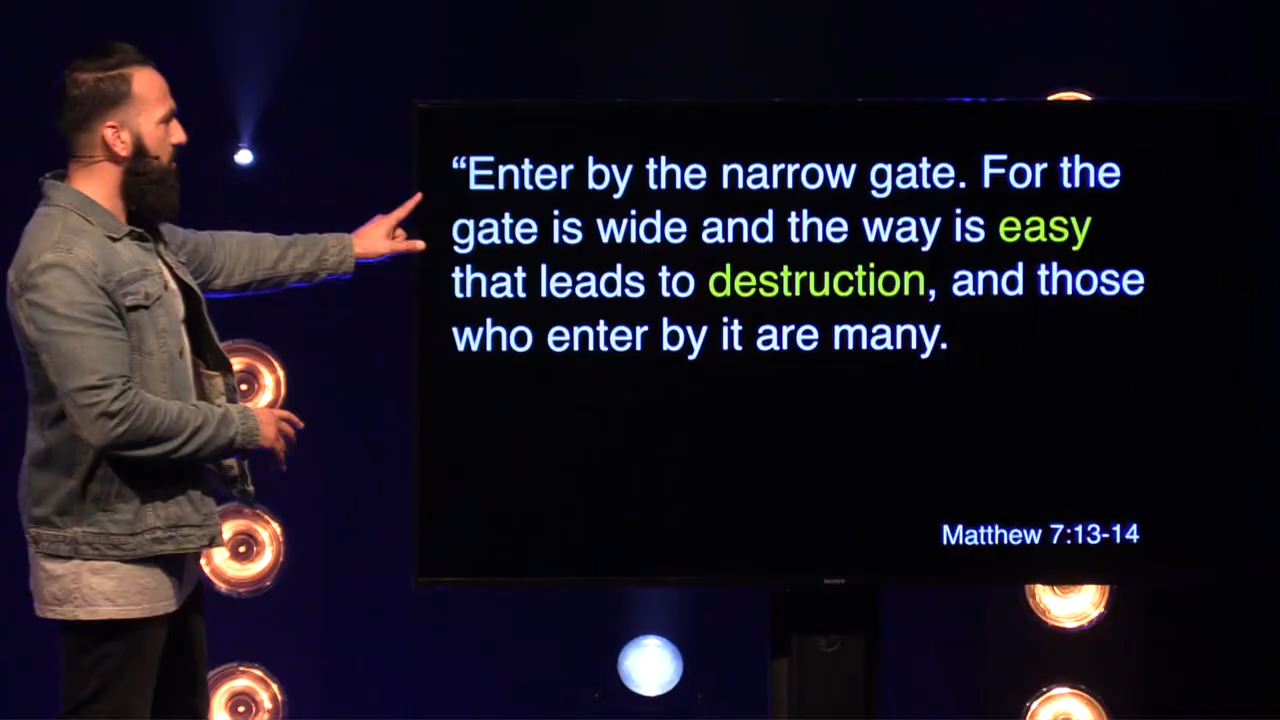 “Enter by the narrow gate. For the
gate is wide and the way is easy
that leads to destruction, and those
who enter by it are many.
Matthew 7:13-14
SONY